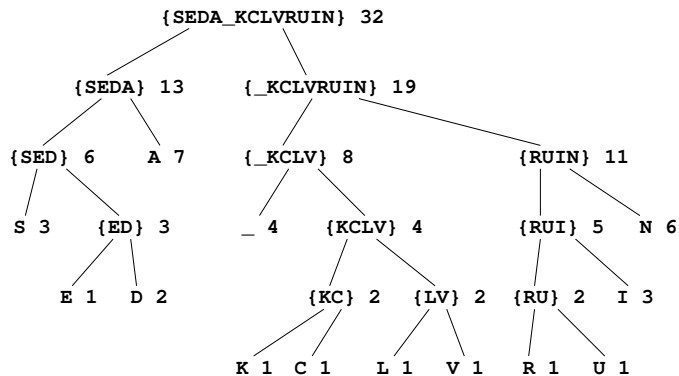 {SEDA_KCLVRUIN} 32
{SEDA} 13 {_KCLVRUIN} 19
{SED} 6 A 7 {_KCLV} 8 {RUIN} 11
S 3 {ED} 3 _ 4 {KCLV} 4 {RUI} 5 N 6
E 1 D 2 {KC} 2 {LV} 2 {RU} 2 I 3
K 1 C 1 L 1 V 1 R 1 U 1